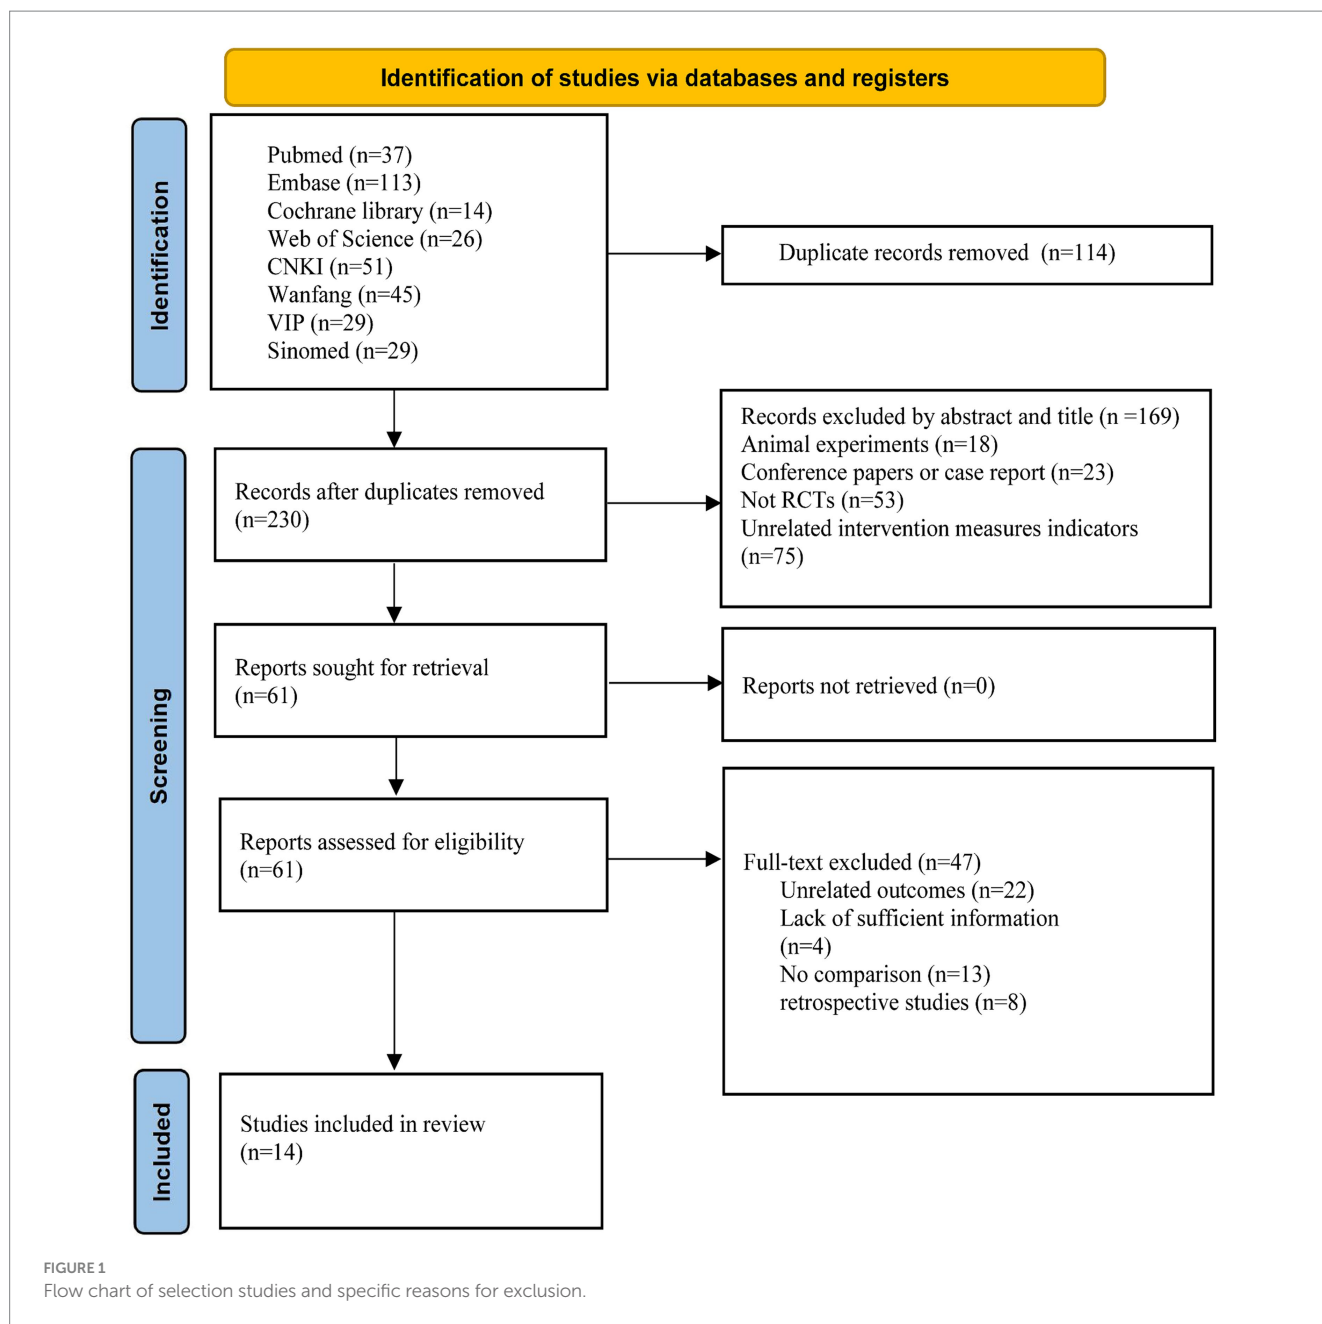 Identification of studies via databases and registers
Identification
Pubmed (n=37)
Embase (n=113)
Cochrane library (n=14)
Web of Science (n=26)
CNKI (n=51)
Wanfang (n=45)
VIP (n=29)
Sinomed (n=29)
Duplicate records removed (n=114)
Screening
Records after duplicates removed
(n=230)
Records excluded by abstract and title (n =169)
Animal experiments (n=18)
Conference papers or case report (n=23)
Not RCTs (n=53)
Unrelated intervention measures indicators
(n=75)
Reports sought for retrieval
(n=61)
Reports not retrieved (n=0)
Reports assessed for eligibility
(n=61)
Full-text excluded (n=47)
Unrelated outcomes (n=22)
Lack of sufficient information
(n=4)
No comparison (n=13)
retrospective studies (n=8)
Included
Studies included in review
(n=14)
FIGURE 1
Flow chart of selection studies and specific reasons for exclusion.